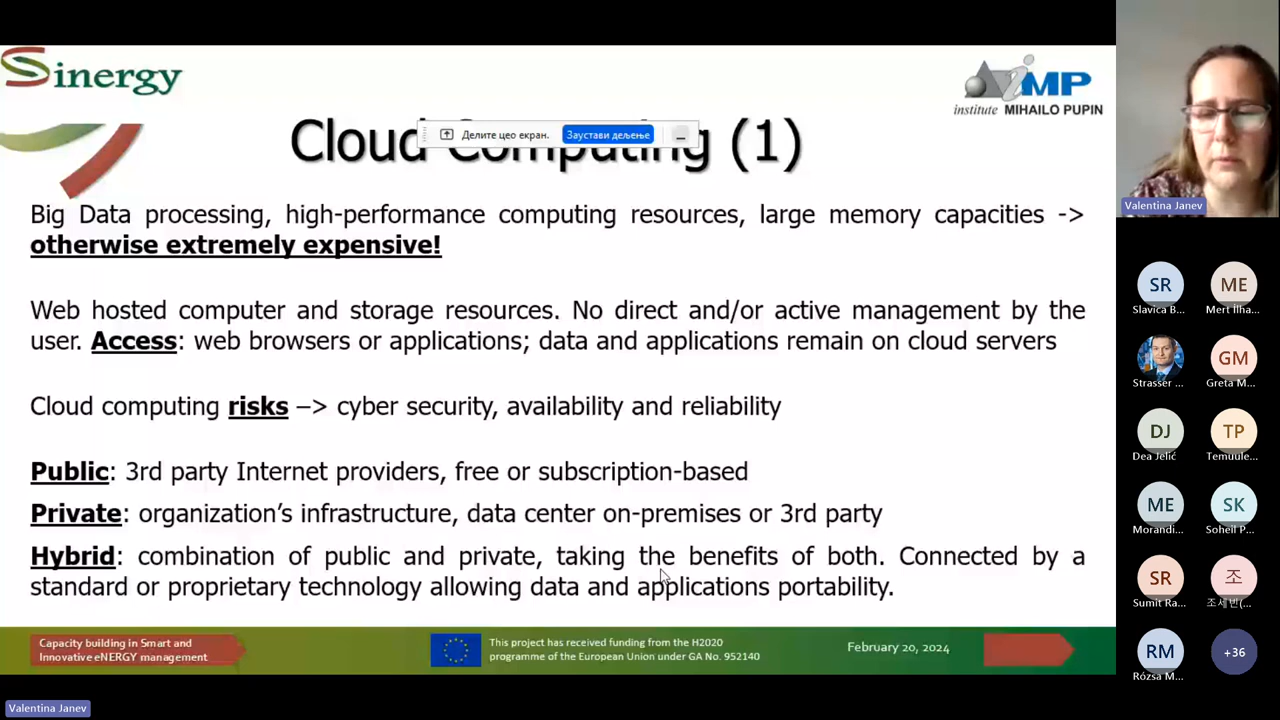 Sinergy
IMP
institute MIHAILO PUPIN
Cloud Computing (1)
Делите цео екран. Заустави дељење
Big Data processing, high-performance computing resources, large memory capacities ->
otherwise extremely expensive!
Web hosted computer and storage resources. No direct and/or active management by the
user. Access: web browsers or applications; data and applications remain on cloud servers
Cloud computing risks –> cyber security, availability and reliability
Public: 3rd party Internet providers, free or subscription-based
Private: organization’s infrastructure, data center on-premises or 3rd party
Hybrid: combination of public and private, taking the benefits of both. Connected by a
standard or proprietary technology allowing data and applications portability.
Capacity building in Smart and
Innovative eNERGY management
This project has received funding from the H2020
programme of the European Union under GA No. 952140
February 20, 2024
Valentina Janev
Valentina Janev
SR
Slavica B...
ME
Mert İlha...
Strasser ...
GM
Greta M...
DJ
Dea Jelić
TP
Temuule...
ME
Morandi...
SK
Soheil P...
SR
Sumit Ra...
조
조세빈(...
RM
Rózsa M...
+36